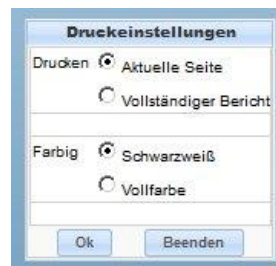 Druckeinstellungen
Drucken Aktuelle Seite
Vollständiger Bericht
Farbig Schwarzweiß
Vollfarbe
Ok Beenden